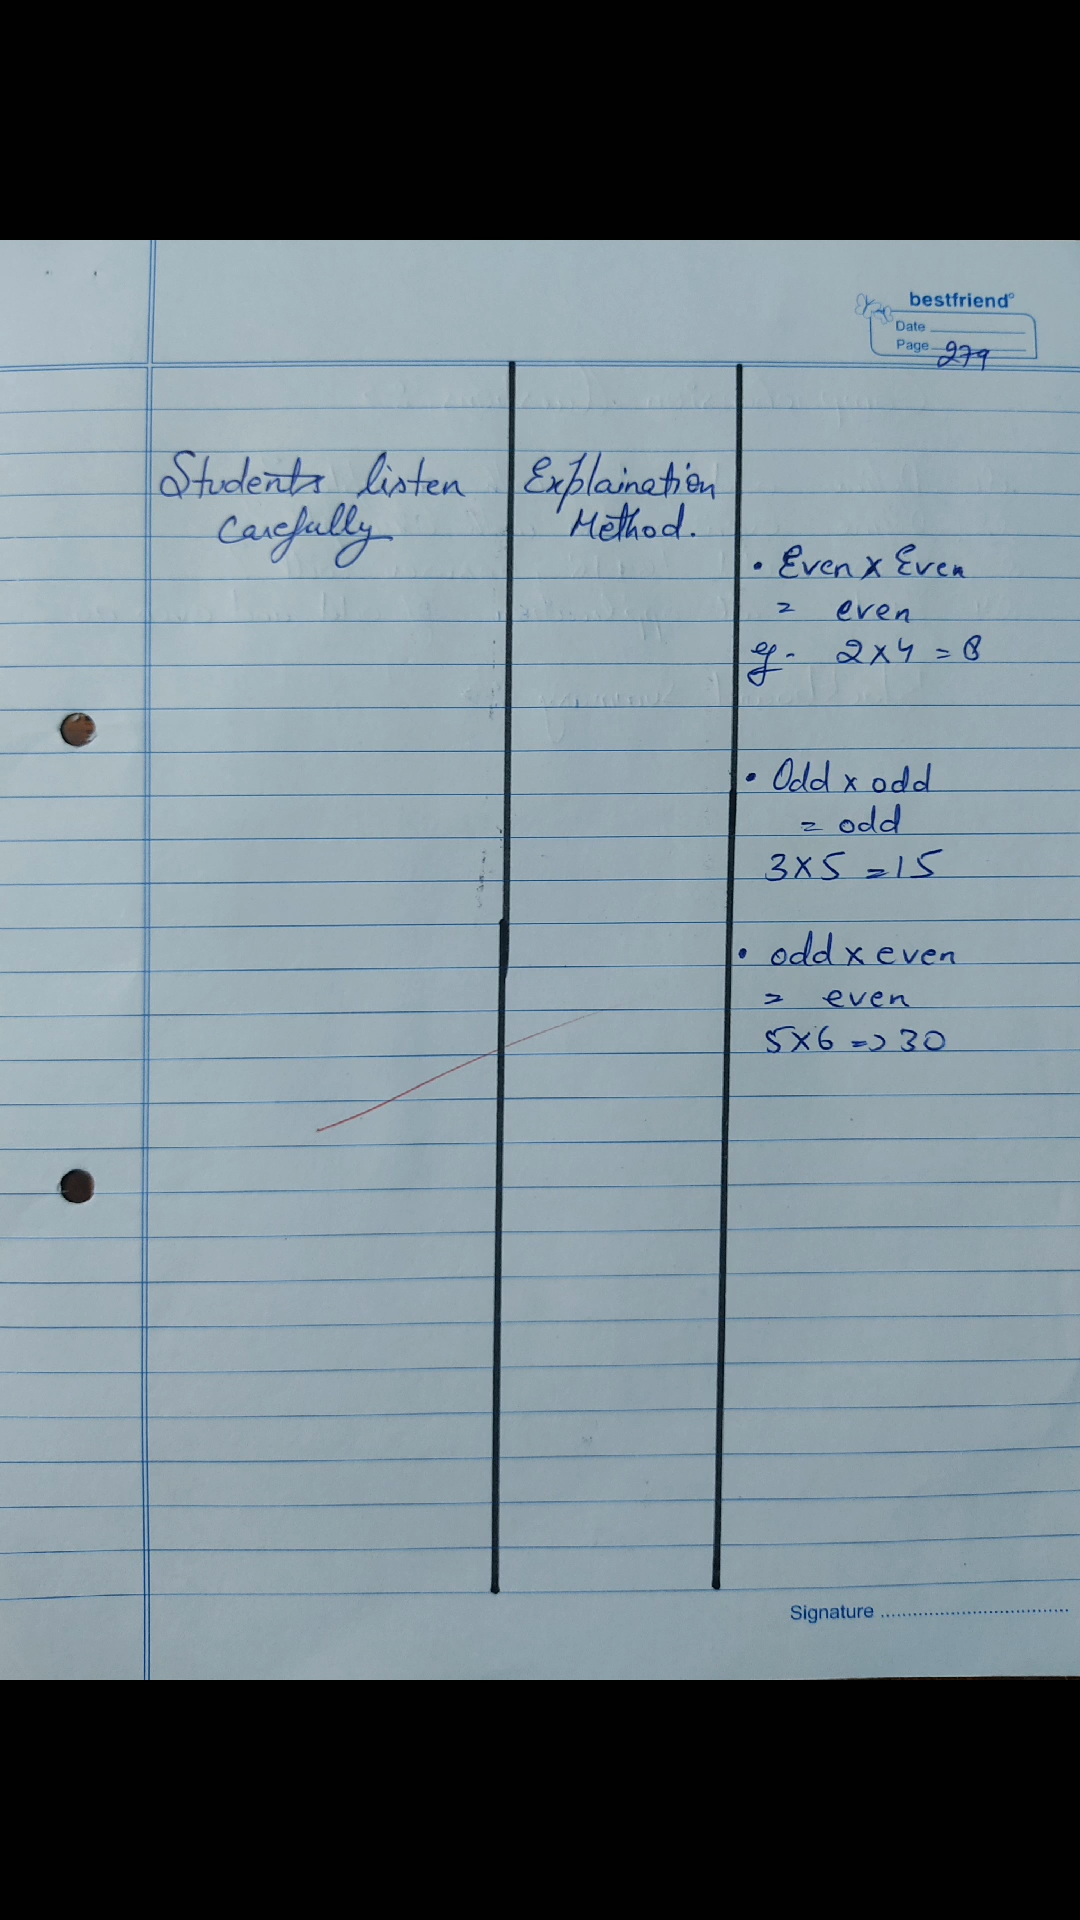 bestfriend
Date
Page 279
Students listen
Carefully
Explaination
Method.
• Even x Even
= even
eg - 2x4 = 8
• Odd x odd
= odd
3x5 = 15
• odd x even
= even
5x6 => 30
Signature